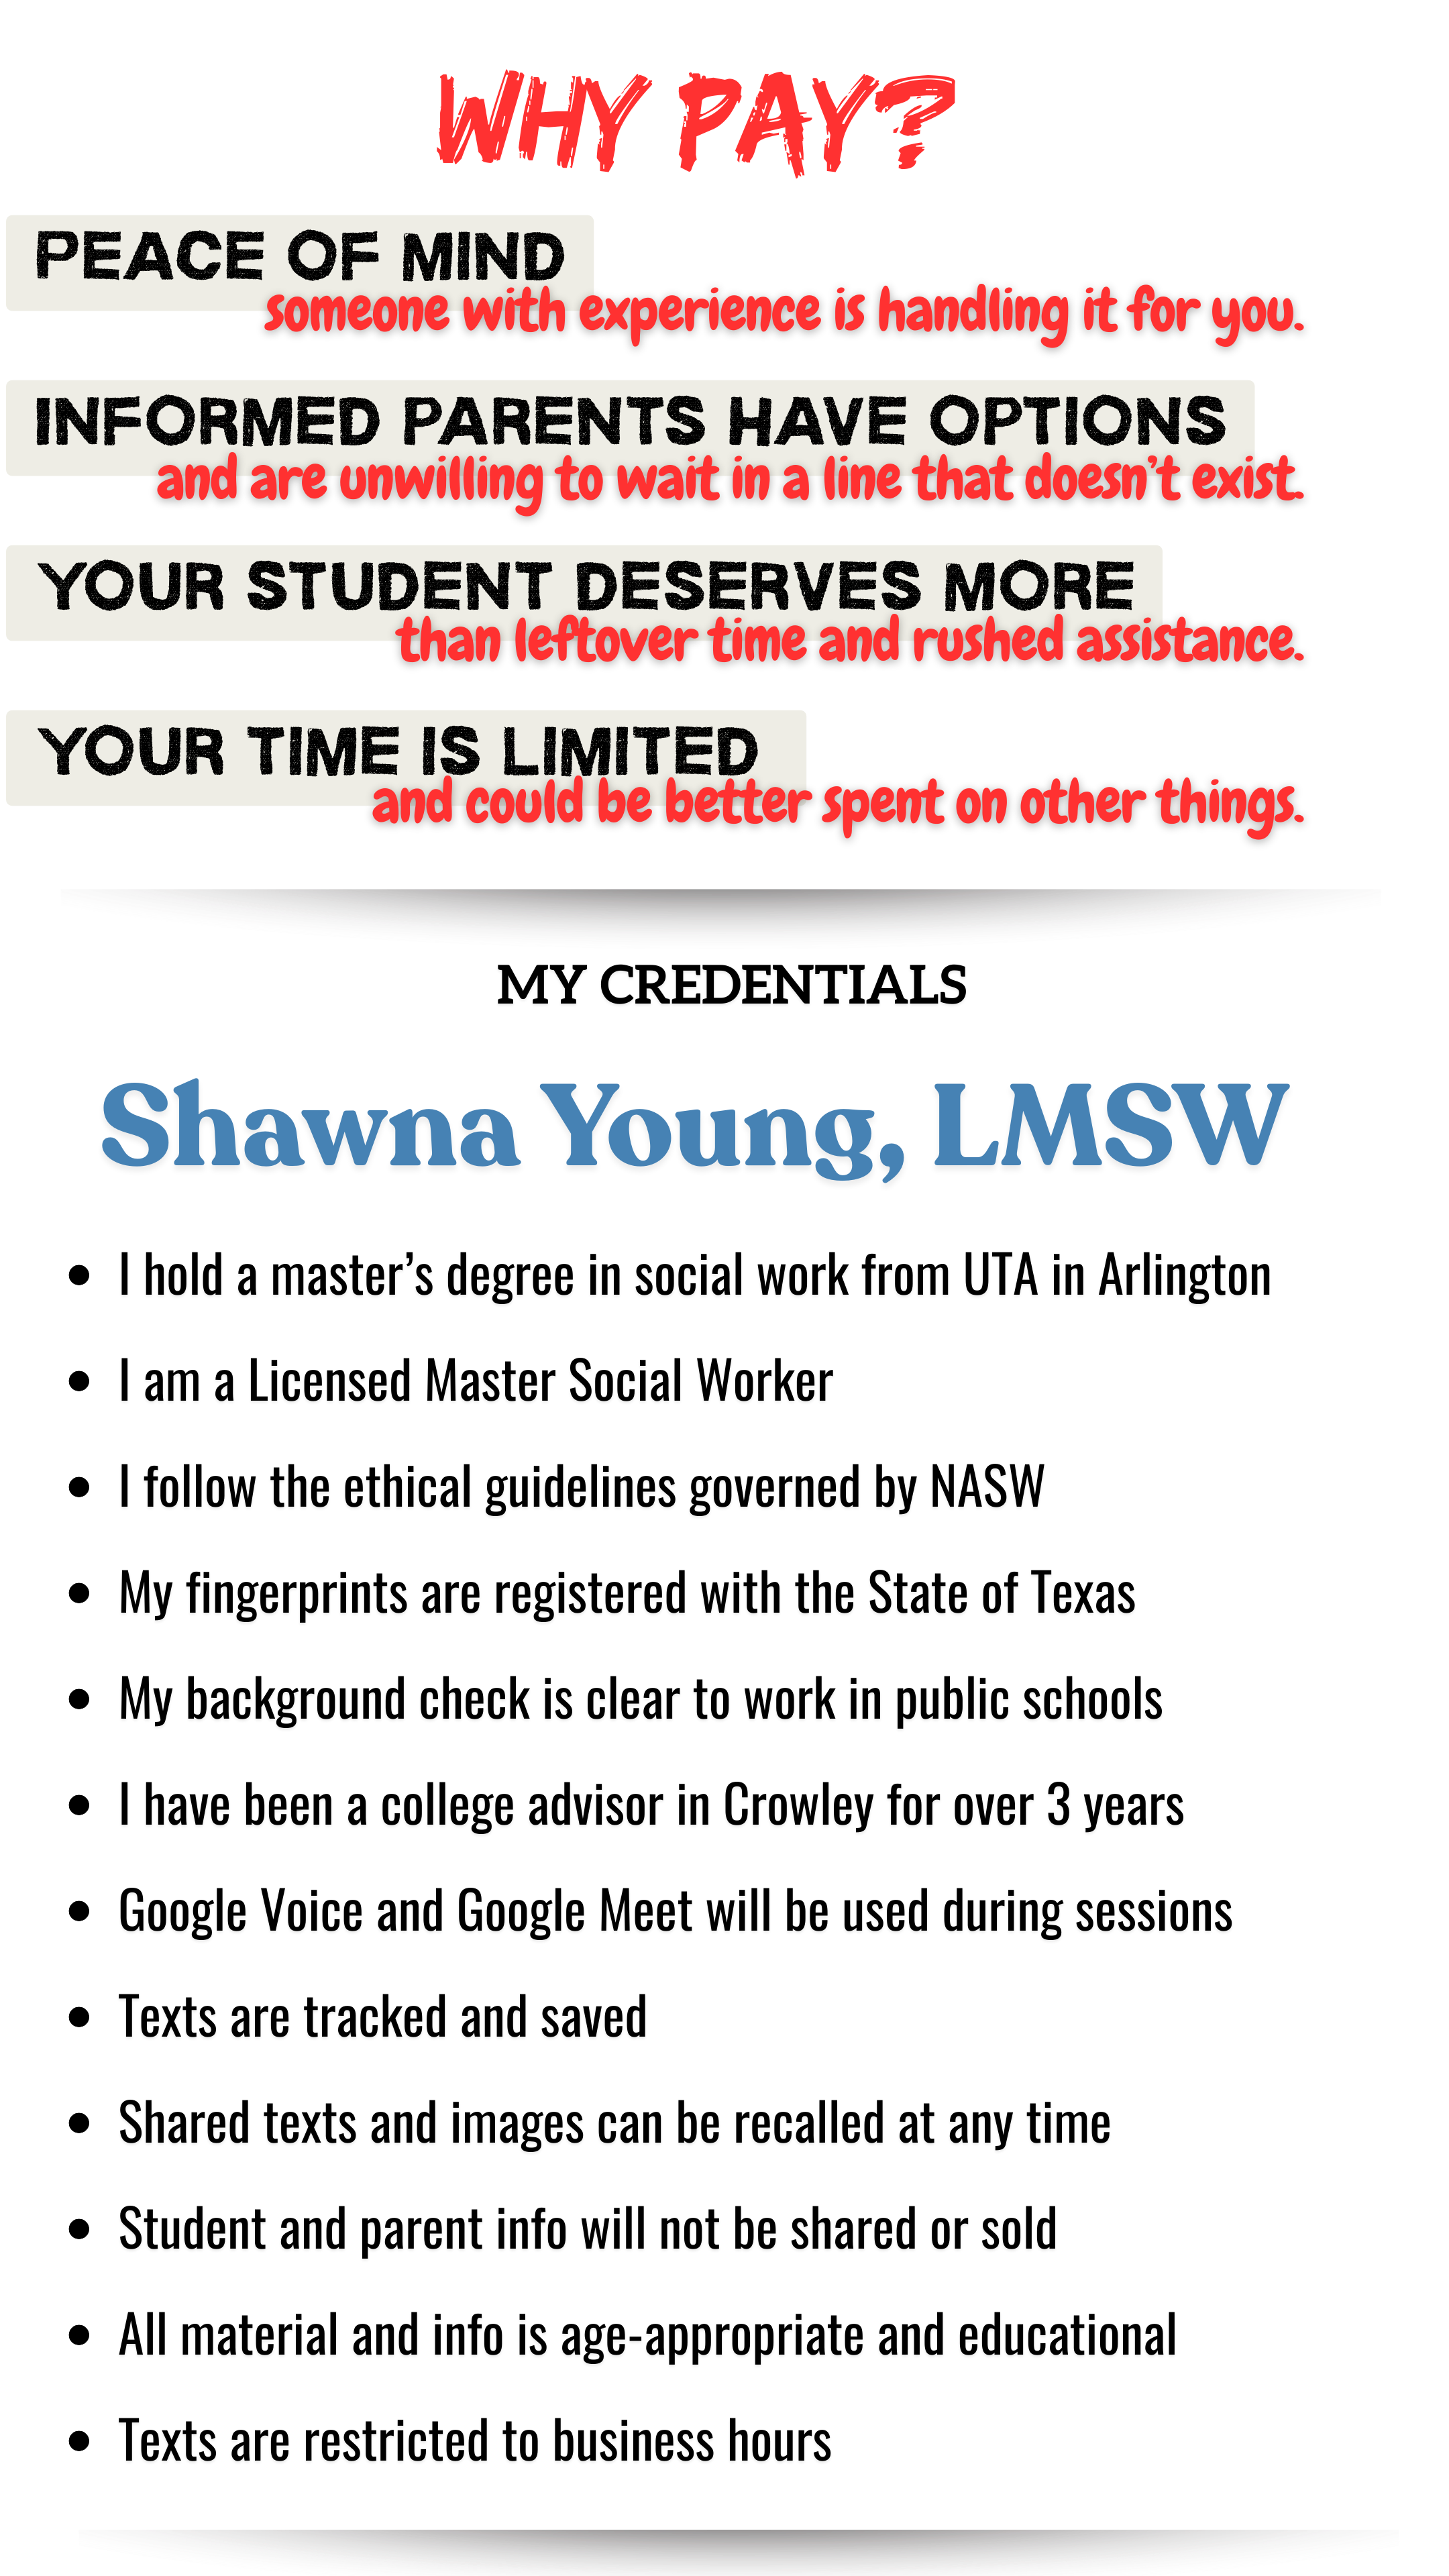 WHY PAY?
PEACE OF MIND
someone with experience is handling it for you.
INFORMED PARENTS HAVE OPTIONS
and are unwilling to wait in a line that doesn't exist.
YOUR STUDENT DESERVES MORE
than leftover time and rushed assistance.
YOUR TIME IS LIMITED
and could be better spent on other things.
MY CREDENTIALS
Shawna Young, LMSW
• I hold a master's degree in social work from UTA in Arlington
• I am a Licensed Master Social Worker
• I follow the ethical guidelines governed by NASW
• My fingerprints are registered with the State of Texas
• My background check is clear to work in public schools
• I have been a college advisor in Crowley for over 3 years
• Google Voice and Google Meet will be used during sessions
• Texts are tracked and saved
• Shared texts and images can be recalled at any time
• Student and parent info will not be shared or sold
• All material and info is age-appropriate and educational
• Texts are restricted to business hours